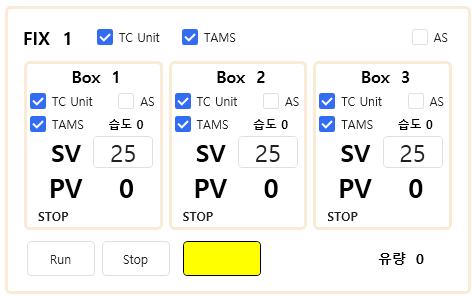 FIX 1 TC Unit TAMS AS
Box 1 Box 2 Box 3
TC Unit AS TC Unit AS TC Unit AS
TAMS 습도 0 TAMS 습도 0 TAMS 습도 0
SV 25 SV 25 SV 25
PV 0 PV 0 PV 0
STOP STOP STOP
Run Stop 유량 0